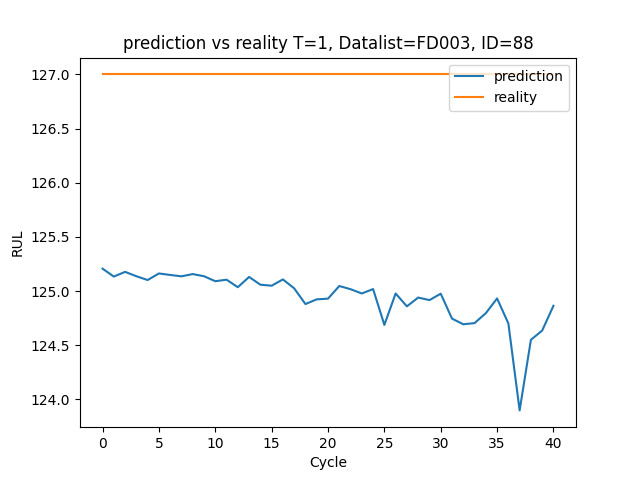 prediction vs reality T=1, Datalist=FD003, ID=88
prediction
reality
RUL
127.0
126.5
126.0
125.5
125.0
124.5
124.0
0 5 10 15 20 25 30 35 40
Cycle